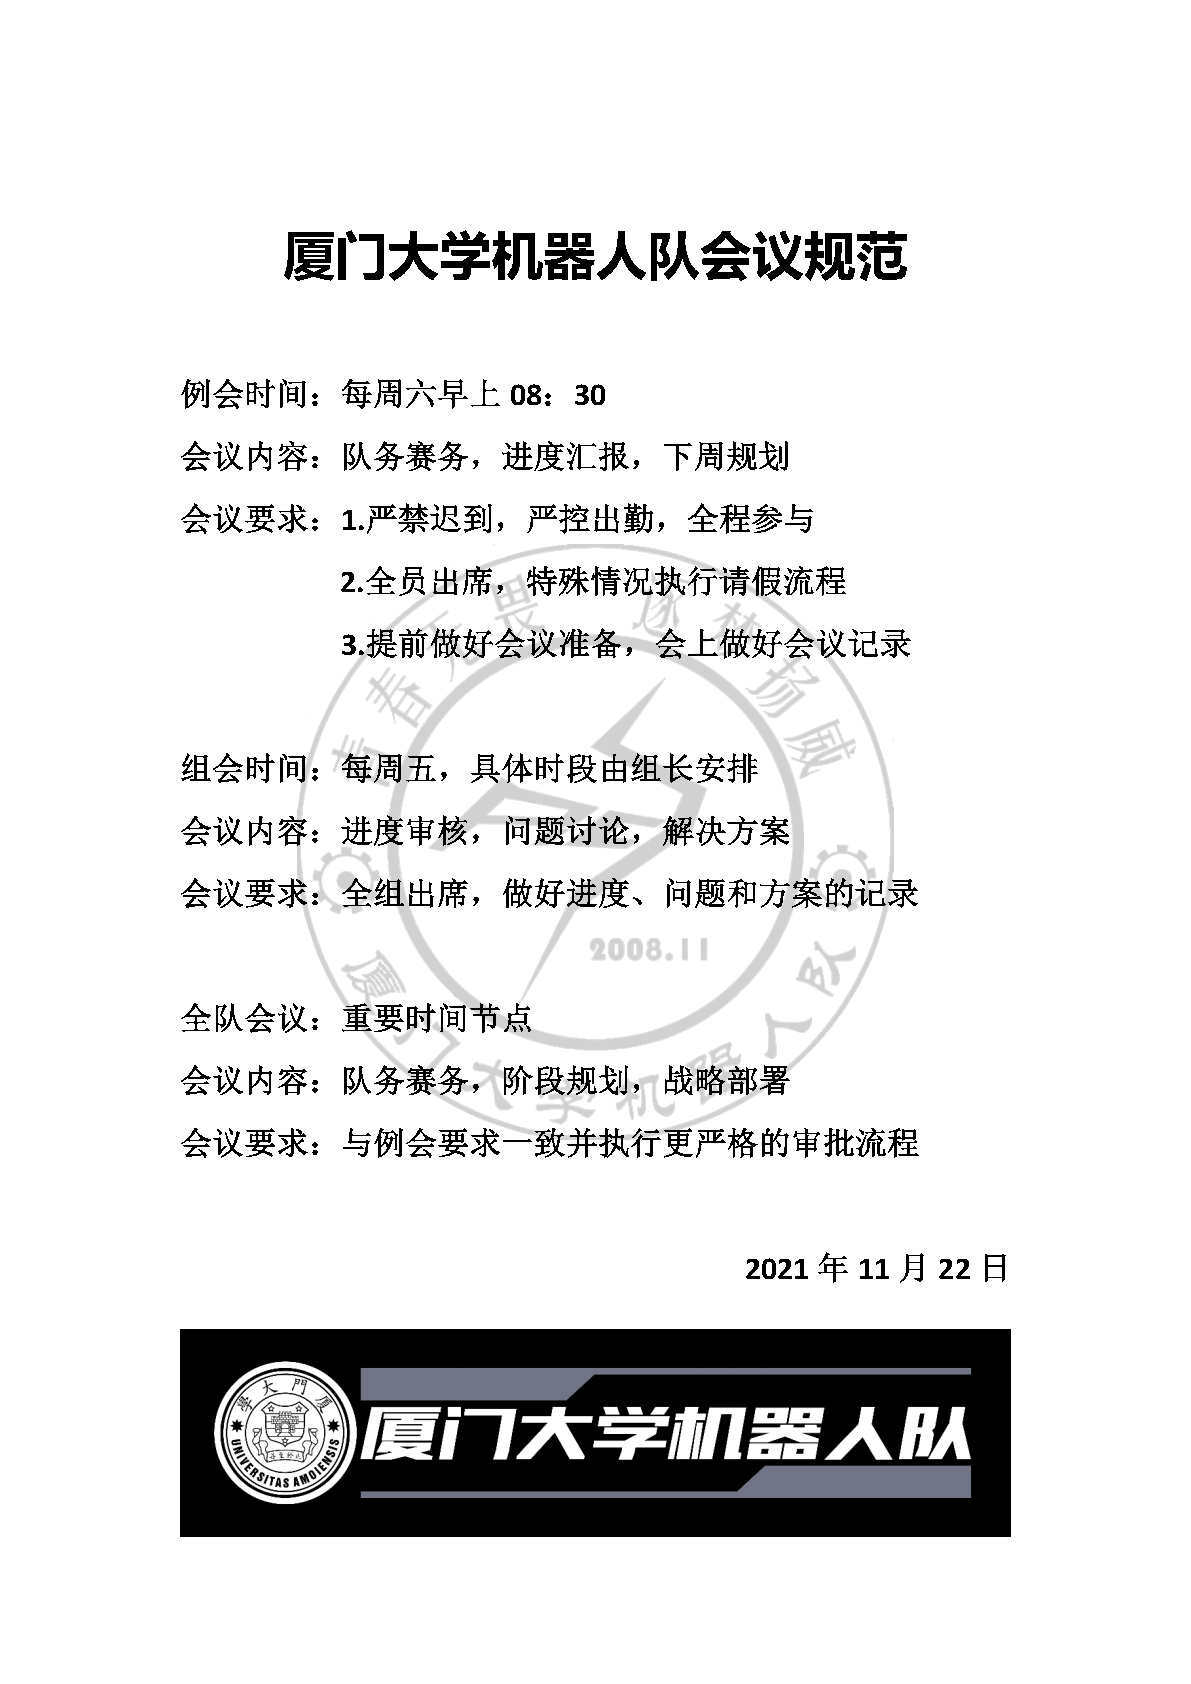 厦门大学机器人队会议规范
例会时间：每周六早上 08：30
会议内容：队务赛务，进度汇报，下周规划
会议要求：1.严禁迟到，严控出勤，全程参与
2.全员出席，特殊情况执行请假流程
3.提前做好会议准备，会上做好会议记录
组会时间：每周五，具体时段由组长安排
会议内容：进度审核，问题讨论，解决方案
会议要求：全组出席，做好进度、问题和方案的记录
全队会议：重要时间节点
会议内容：队务赛务，阶段规划，战略部署
会议要求：与例会要求一致并执行更严格的审批流程
青春无畏 逐梦扬威
2008.11
厦门大学机器人队
2021 年 11 月 22 日
厦門大學
UNIVERSITAS AMOIENSIS
厦门大学机器人队